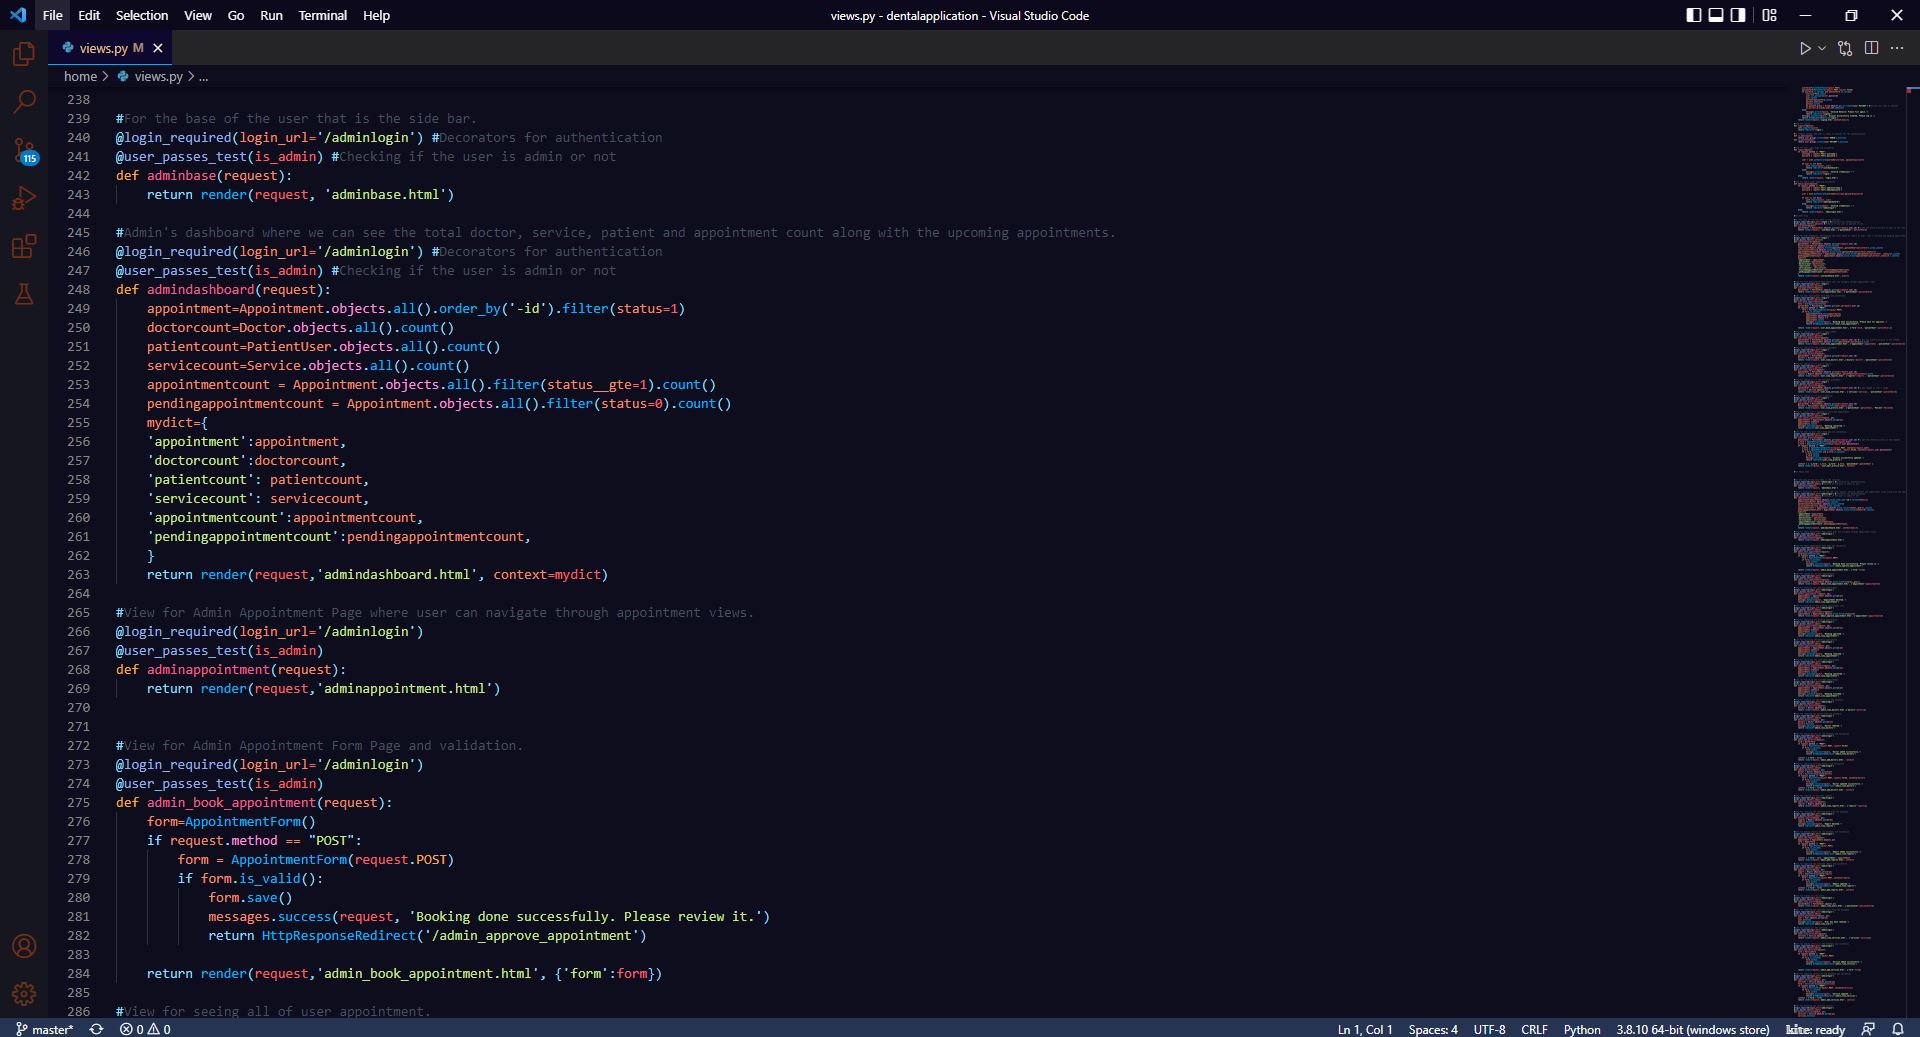 File Edit Selection View Go Run Terminal Help
views.py - dentalapplication - Visual Studio Code
views.py M
home > views.py > ...
115
238
239 #For the base of the user that is the side bar.
240 @login_required(login_url='/adminlogin') #Decorators for authentication
241 @user_passes_test(is_admin) #Checking if the user is admin or not
242 def adminbase(request):
243     return render(request, 'adminbase.html')
244
245 #Admin's dashboard where we can see the total doctor, service, patient and appointment count along with the upcoming appointments.
246 @login_required(login_url='/adminlogin') #Decorators for authentication
247 @user_passes_test(is_admin) #Checking if the user is admin or not
248 def admindashboard(request):
249     appointment=Appointment.objects.all().order_by('-id').filter(status=1)
250     doctorcount=Doctor.objects.all().count()
251     patientcount=PatientUser.objects.all().count()
252     servicecount=Service.objects.all().count()
253     appointmentcount = Appointment.objects.all().filter(status__gte=1).count()
254     pendingappointmentcount = Appointment.objects.all().filter(status=0).count()
255     mydict={
256     'appointment':appointment,
257     'doctorcount':doctorcount,
258     'patientcount': patientcount,
259     'servicecount': servicecount,
260     'appointmentcount':appointmentcount,
261     'pendingappointmentcount':pendingappointmentcount,
262     }
263     return render(request,'admindashboard.html', context=mydict)
264
265 #View for Admin Appointment Page where user can navigate through appointment views.
266 @login_required(login_url='/adminlogin')
267 @user_passes_test(is_admin)
268 def adminappointment(request):
269     return render(request,'adminappointment.html')
270
271
272 #View for Admin Appointment Form Page and validation.
273 @login_required(login_url='/adminlogin')
274 @user_passes_test(is_admin)
275 def admin_book_appointment(request):
276     form=AppointmentForm()
277     if request.method == "POST":
278         form = AppointmentForm(request.POST)
279         if form.is_valid():
280             form.save()
281             messages.success(request, 'Booking done successfully. Please review it.')
282             return HttpResponseRedirect('/admin_approve_appointment')
283
284     return render(request,'admin_book_appointment.html', {'form':form})
285
286 #View for seeing all of user appointment.
master* 0 0 Ln 1, Col 1 Spaces: 4 UTF-8 CRLF Python 3.8.10 64-bit (windows store) kite: ready